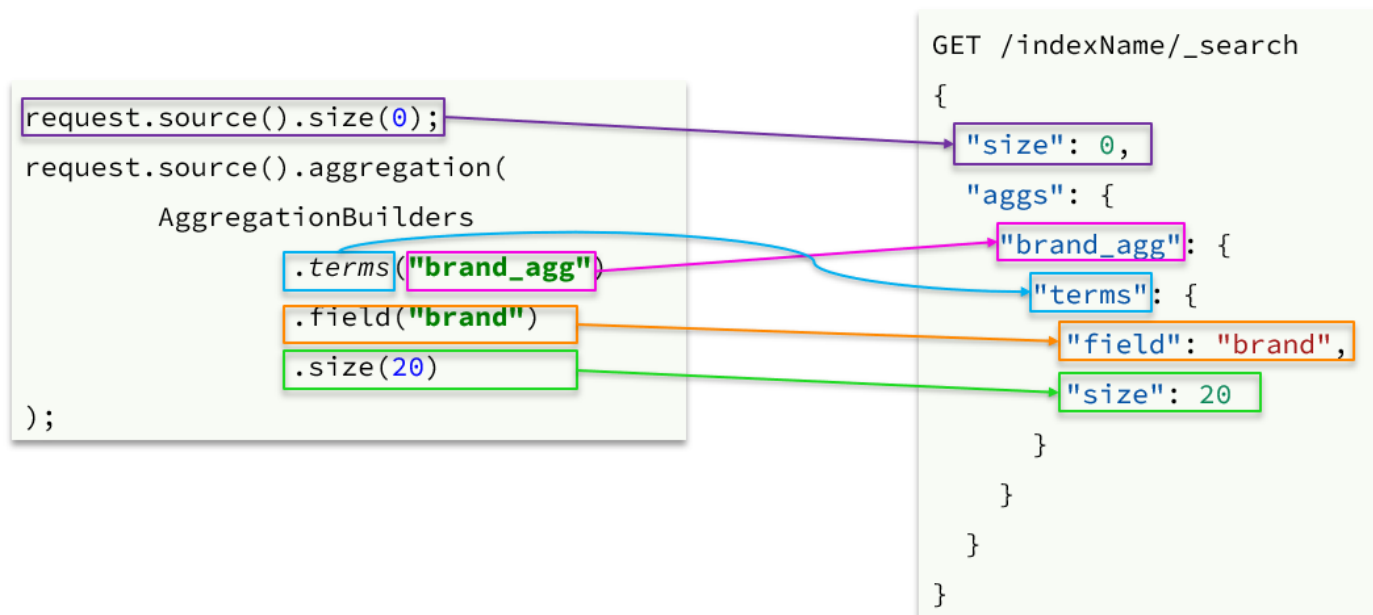 request.source().size(0);
request.source().aggregation(
AggregationBuilders
.terms("brand_agg")
.field("brand")
.size(20)
);
GET /indexName/_search
{
"size": 0,
"aggs": {
"brand_agg": {
"terms": {
"field": "brand",
"size": 20
}
}
}
}